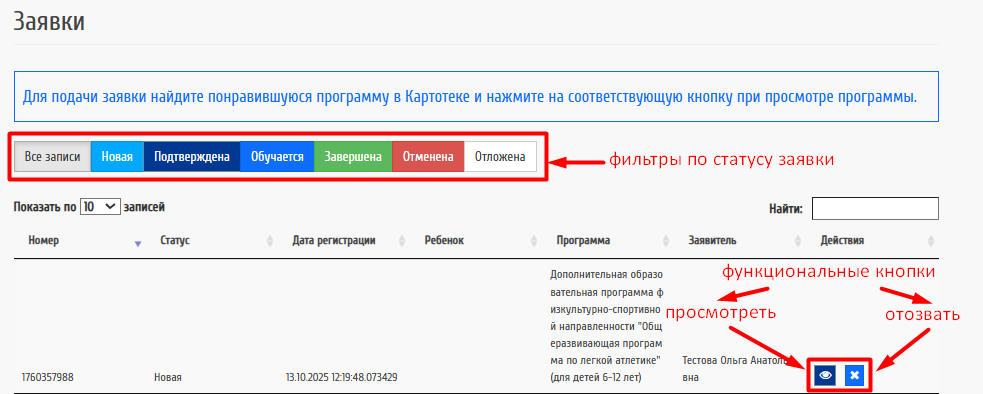 Заявки
Для подачи заявки найдите понравившуюся программу в Картотеке и нажмите на соответствующую кнопку при просмотре программы.
Все записи Новая Подтверждена Обучается Завершена Отменена Отложена
фильтры по статусу заявки
Показать по 10 записей
Найти:
Номер Статус Дата регистрации Ребенок Программа Заявитель Действия
функциональные кнопки
просмотреть
отозвать
Дополнительная образо
вательная программа ф
изкультурно-спортивно
й направленности "Общ
еразвивающая програм
ма по легкой атлетике"
(для детей 6-12 лет)
Тестова Ольга Анатоль
вна
1760357988 Новая 13.10.2025 12:19:48.073429